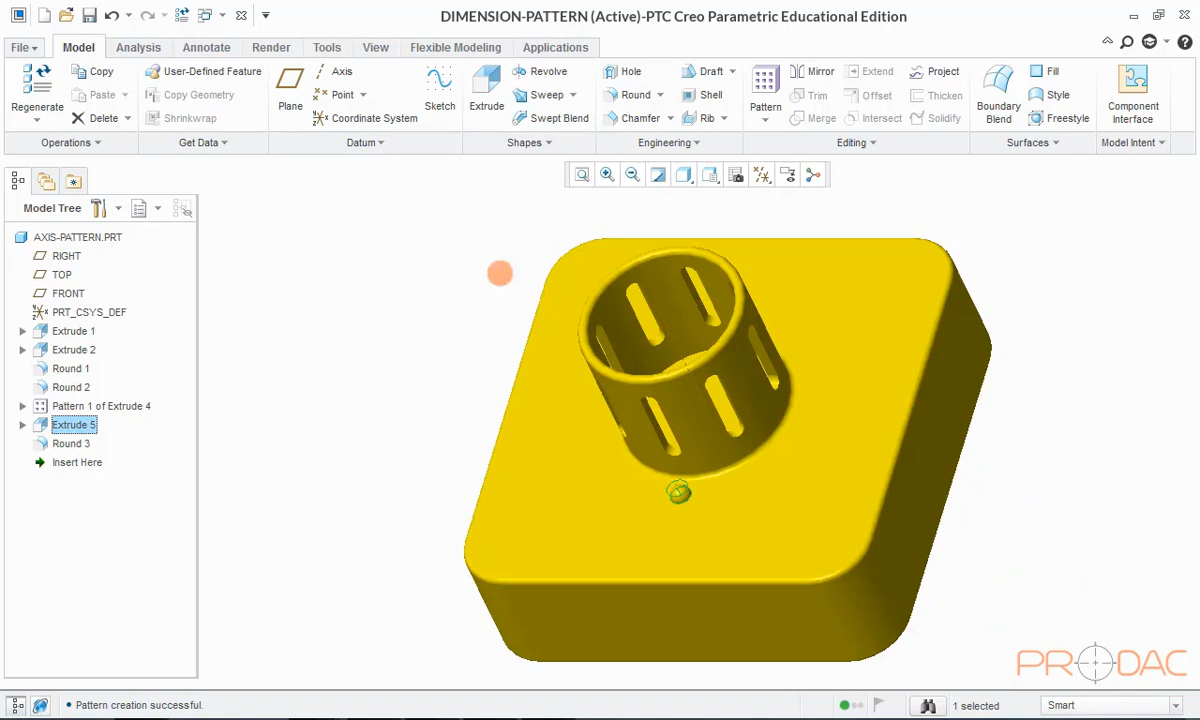 DIMENSION-PATTERN (Active)-PTC Creo Parametric Educational Edition
File
Model
Analysis
Annotate
Render
Tools
View
Flexible Modeling
Applications
Regenerate
Copy
Paste
Delete
Operations
User-Defined Feature
Copy Geometry
Shrinkwrap
Get Data
Plane
Axis
Point
Coordinate System
Sketch
Datum
Extrude
Revolve
Sweep
Swept Blend
Shapes
Hole
Round
Chamfer
Draft
Shell
Rib
Engineering
Pattern
Mirror
Trim
Merge
Extend
Offset
Intersect
Project
Thicken
Solidify
Editing
Boundary
Blend
Fill
Style
Freestyle
Surfaces
Component
Interface
Model Intent
Model Tree
AXIS-PATTERN.PRT
RIGHT
TOP
FRONT
PRT_CSYS_DEF
Extrude 1
Extrude 2
Round 1
Round 2
Pattern 1 of Extrude 4
Extrude 5
Round 3
Insert Here
PRODAC
• Pattern creation successful.
1 selected
Smart